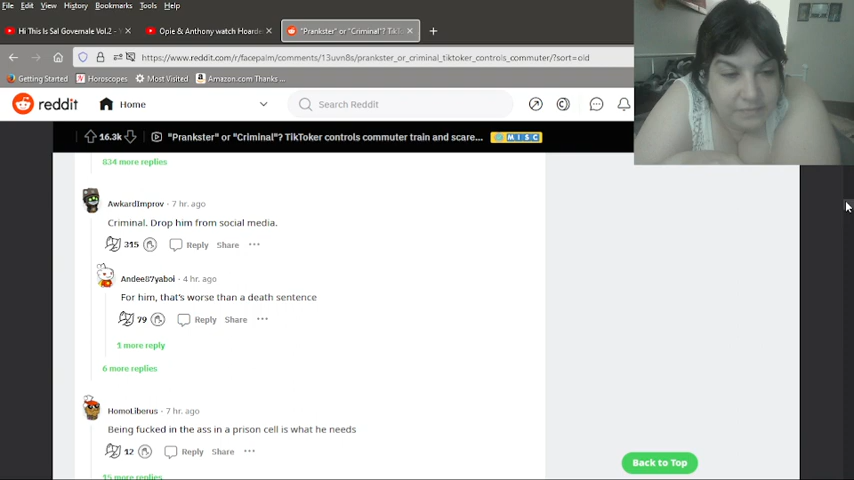 File Edit View History Bookmarks Tools Help
Hi This Is Sal Governale Vol.2 - Y
Opie & Anthony watch Hoarde
"Prankster" or "Criminal"? TikT
https://www.reddit.com/r/facepalm/comments/13uvn8s/prankster_or_criminal_tiktoker_controls_commuter/?sort=old
Getting Started Horoscopes Most Visited Amazon.com Thanks ...
reddit Home Search Reddit
16.3k "Prankster" or "Criminal"? TikToker controls commuter train and scare... MISC
834 more replies
AwkardImprov · 7 hr. ago
Criminal. Drop him from social media.
315 Reply Share ...
Andee87yaboi · 4 hr. ago
For him, that's worse than a death sentence
79 Reply Share ...
1 more reply
6 more replies
HomoLiberus · 7 hr. ago
Being fucked in the ass in a prison cell is what he needs
12 Reply Share ...
15 more replies
Back to Top